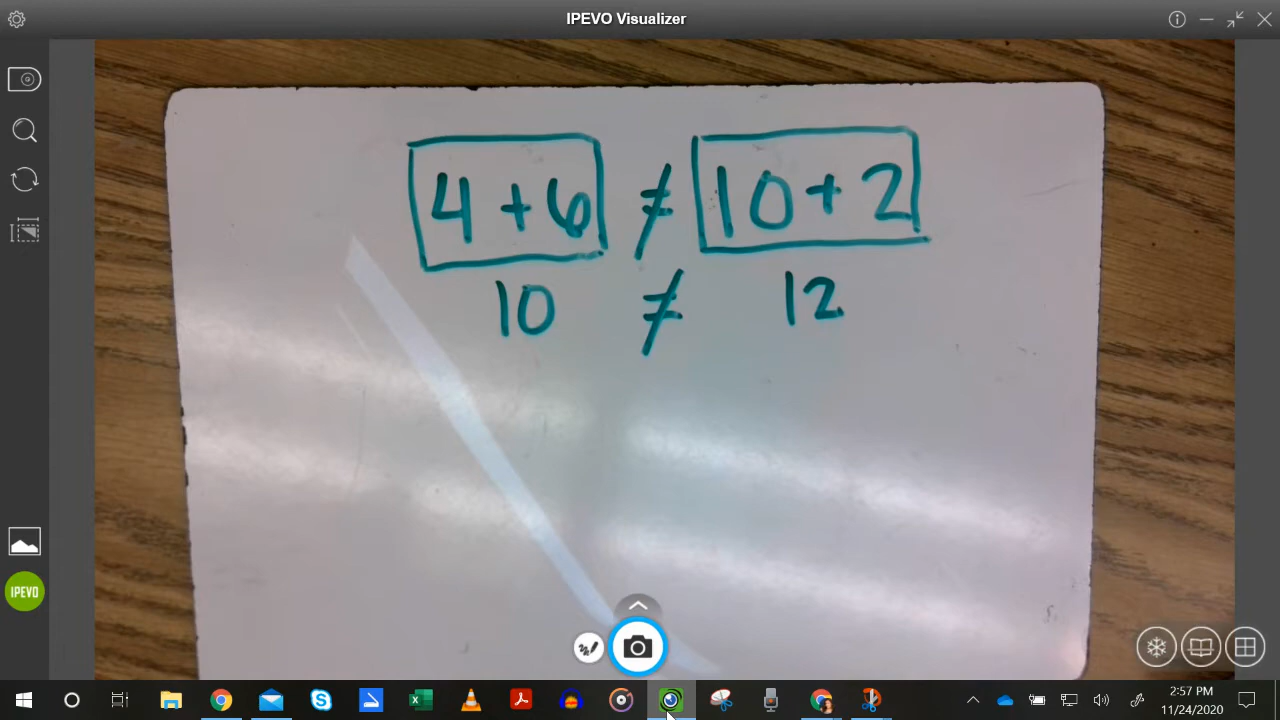 IPEVO Visualizer
4 + 6 ≠ 10 + 2
10 ≠ 12
IPEVO
2:57 PM
11/24/2020